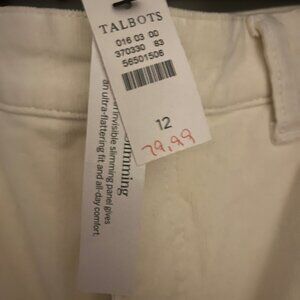 TALBOTS
016 03 00
370330 83
56501506
12
79.99
Slimming
invisible slimming panel gives
an ultra-flattering fit and all-day comfort.